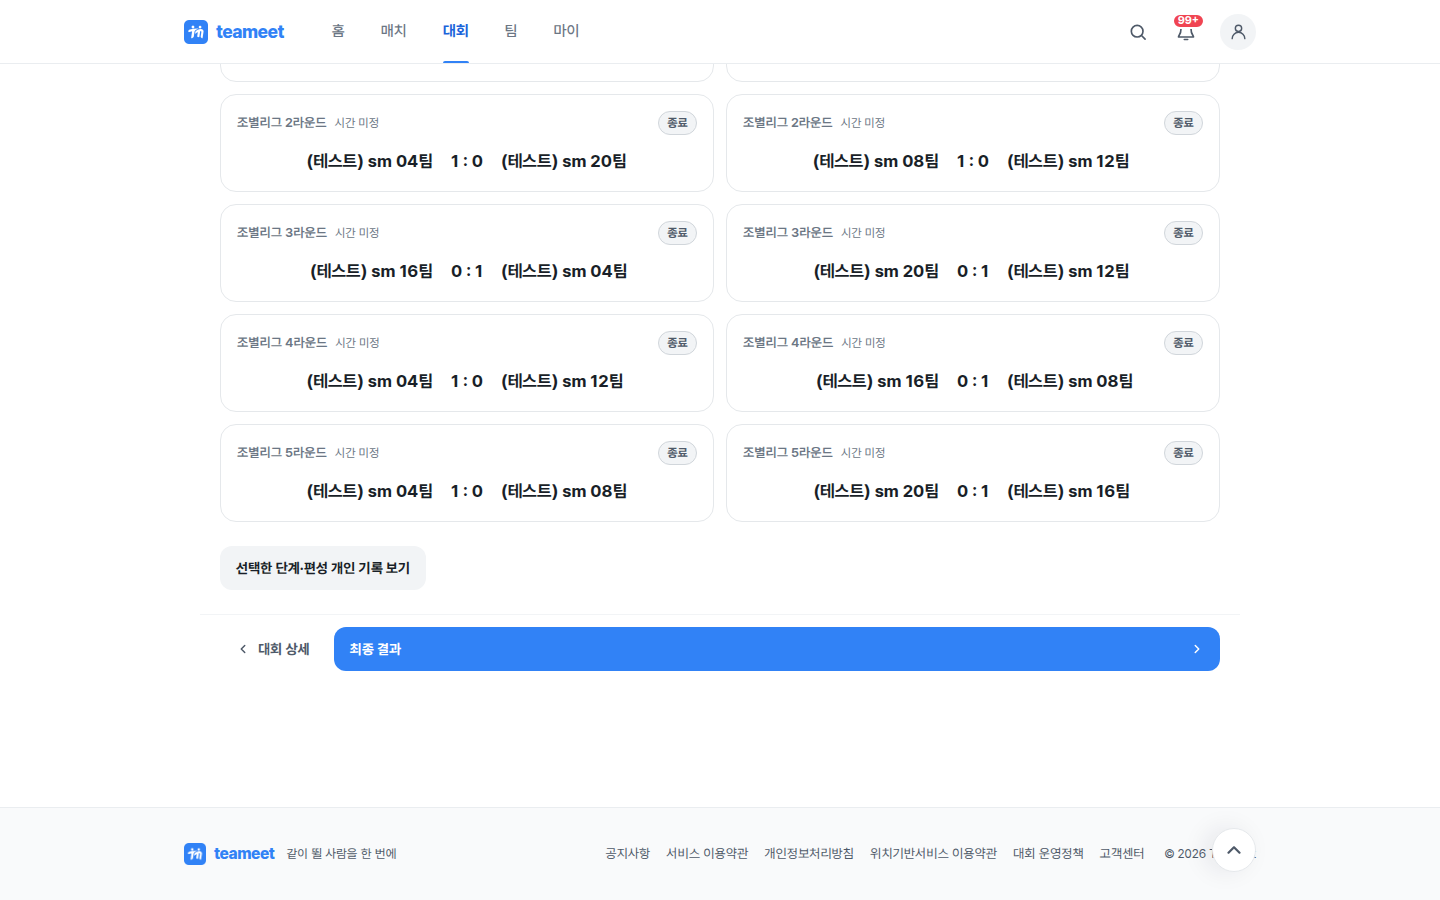 teameet 홈 매치 대회 팀 마이 99+
조별리그 2라운드 시간 미정 종료
(테스트) sm 04팀 1 : 0 (테스트) sm 20팀
조별리그 2라운드 시간 미정 종료
(테스트) sm 08팀 1 : 0 (테스트) sm 12팀
조별리그 3라운드 시간 미정 종료
(테스트) sm 16팀 0 : 1 (테스트) sm 04팀
조별리그 3라운드 시간 미정 종료
(테스트) sm 20팀 0 : 1 (테스트) sm 12팀
조별리그 4라운드 시간 미정 종료
(테스트) sm 04팀 1 : 0 (테스트) sm 12팀
조별리그 4라운드 시간 미정 종료
(테스트) sm 16팀 0 : 1 (테스트) sm 08팀
조별리그 5라운드 시간 미정 종료
(테스트) sm 04팀 1 : 0 (테스트) sm 08팀
조별리그 5라운드 시간 미정 종료
(테스트) sm 20팀 0 : 1 (테스트) sm 16팀
선택한 단계·편성 개인 기록 보기
대회 상세 최종 결과
teameet 같이 뛸 사람을 한 번에 공지사항 서비스 이용약관 개인정보처리방침 위치기반서비스 이용약관 대회 운영정책 고객센터 © 2026